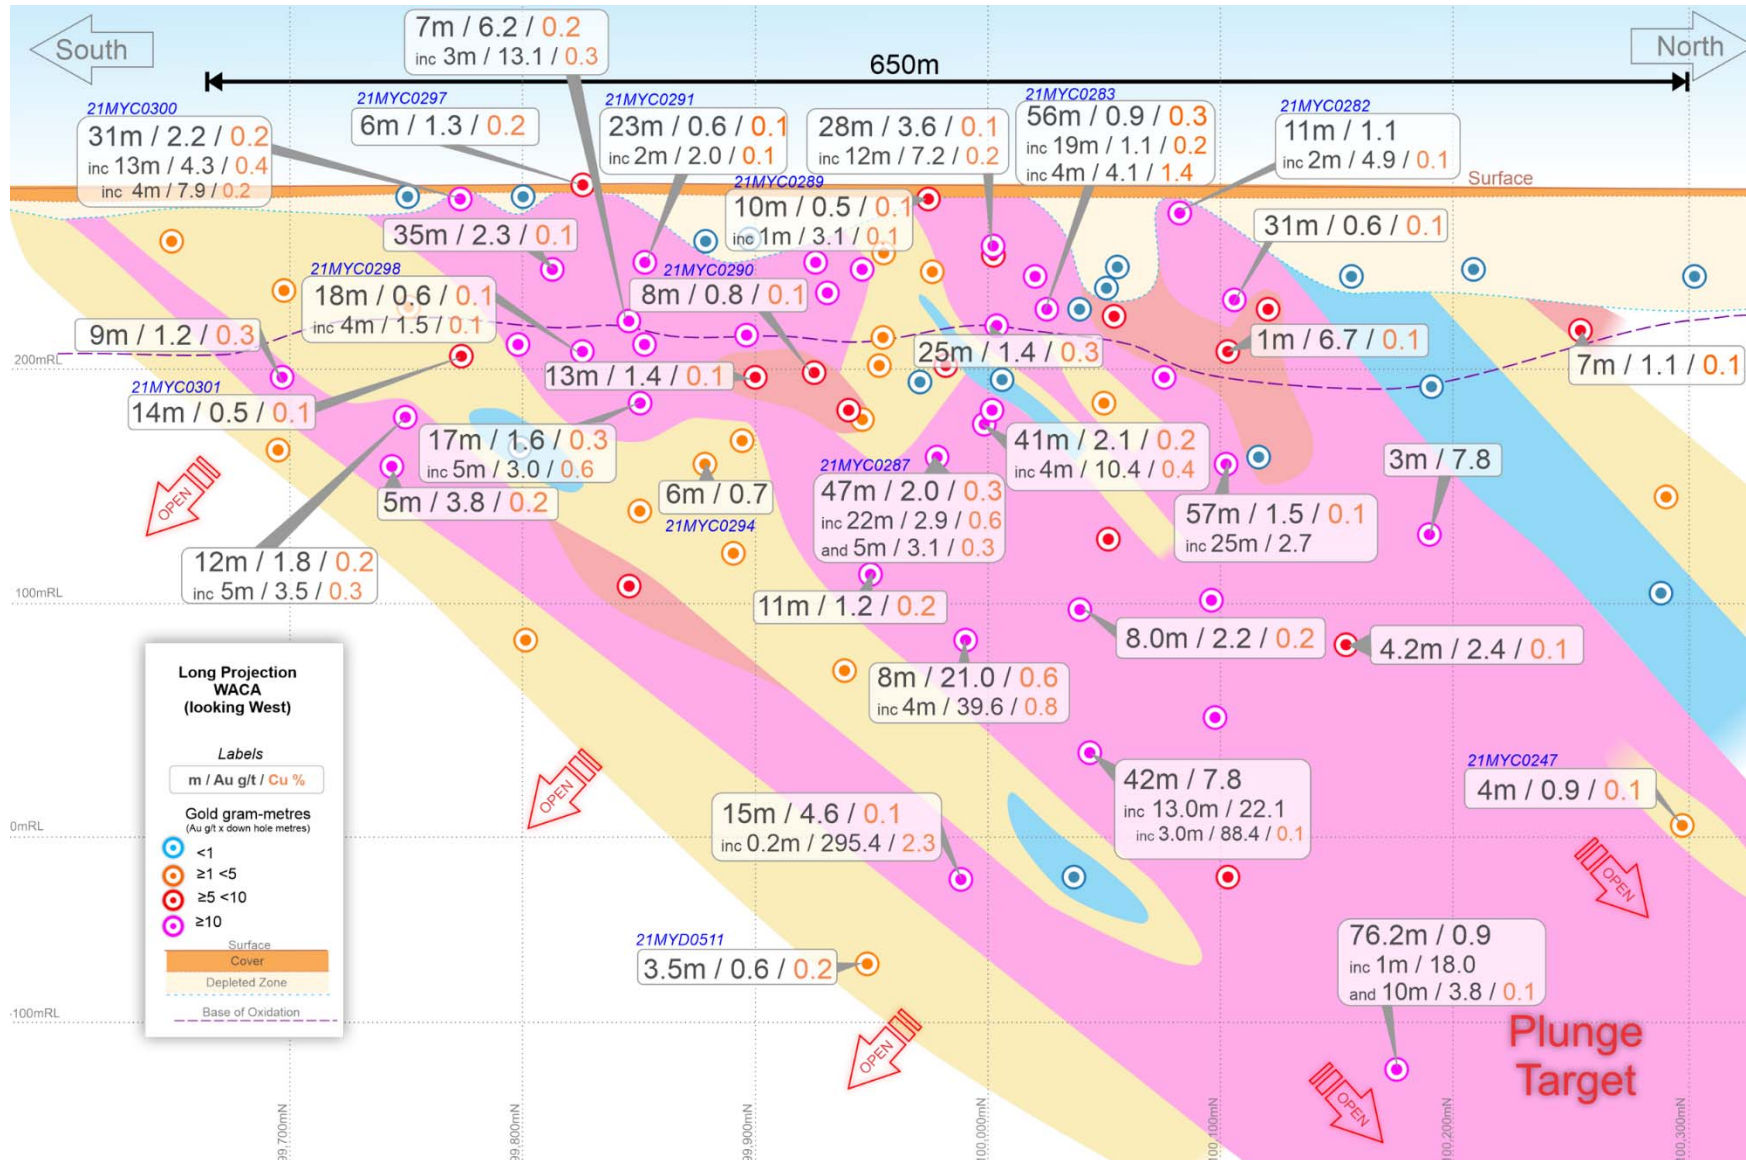 South
North
650m
7m / 6.2 / 0.2
inc 3m / 13.1 / 0.3
21MYC0300
31m / 2.2 / 0.2
inc 13m / 4.3 / 0.4
inc 4m / 7.9 / 0.2
21MYC0297
6m / 1.3 / 0.2
21MYC0291
23m / 0.6 / 0.1
inc 2m / 2.0 / 0.1
28m / 3.6 / 0.1
inc 12m / 7.2 / 0.2
21MYC0283
56m / 0.9 / 0.3
inc 19m / 1.1 / 0.2
inc 4m / 4.1 / 1.4
21MYC0282
11m / 1.1
inc 2m / 4.9 / 0.1
Surface
21MYC0289
10m / 0.5 / 0.1
inc 1m / 3.1 / 0.1
35m / 2.3 / 0.1
31m / 0.6 / 0.1
21MYC0298
18m / 0.6 / 0.1
inc 4m / 1.5 / 0.1
21MYC0290
8m / 0.8 / 0.1
9m / 1.2 / 0.3
25m / 1.4 / 0.3
1m / 6.7 / 0.1
7m / 1.1 / 0.1
200mRL
13m / 1.4 / 0.1
21MYC0301
14m / 0.5 / 0.1
17m / 1.6 / 0.3
inc 5m / 3.0 / 0.6
41m / 2.1 / 0.2
inc 4m / 10.4 / 0.4
3m / 7.8
OPEN
5m / 3.8 / 0.2
6m / 0.7
21MYC0294
21MYC0287
47m / 2.0 / 0.3
inc 22m / 2.9 / 0.6
and 5m / 3.1 / 0.3
57m / 1.5 / 0.1
inc 25m / 2.7
12m / 1.8 / 0.2
inc 5m / 3.5 / 0.3
100mRL
11m / 1.2 / 0.2
8.0m / 2.2 / 0.2
4.2m / 2.4 / 0.1
8m / 21.0 / 0.6
inc 4m / 39.6 / 0.8
Long Projection
WACA
(looking West)
Labels
m / Au g/t / Cu %
Gold gram-metres
(Au g/t x down hole metres)
<1
≥1 <5
≥5 <10
≥10
Surface
Cover
Depleted Zone
Base of Oxidation
OPEN
42m / 7.8
inc 13.0m / 22.1
inc 3.0m / 88.4 / 0.1
21MYC0247
4m / 0.9 / 0.1
15m / 4.6 / 0.1
inc 0.2m / 295.4 / 2.3
0mRL
OPEN
21MYD0511
3.5m / 0.6 / 0.2
76.2m / 0.9
inc 1m / 18.0
and 10m / 3.8 / 0.1
-100mRL
OPEN
Plunge
Target
OPEN
99,700mN
99,800mN
99,900mN
100,000mN
100,100mN
100,200mN
100,300mN